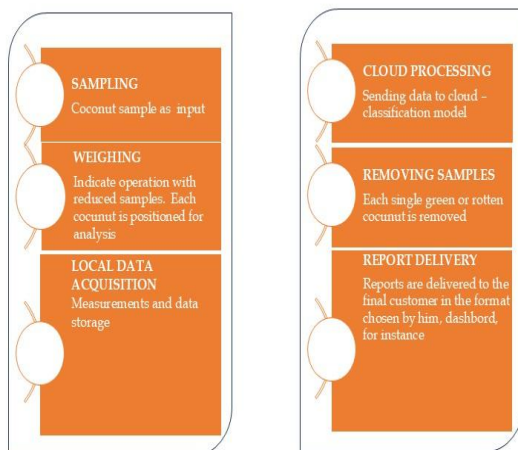 SAMPLING
Coconut sample as input
WEIGHING
Indicate operation with
reduced samples. Each
cocunut is positioned for
analysis
LOCAL DATA
ACQUISITION
Measurements and data
storage
CLOUD PROCESSING
Sending data to cloud –
classification model
REMOVING SAMPLES
Each single green or rotten
cocunut is removed
REPORT DELIVERY
Reports are delivered to the
final customer in the format
chosen by him, dashbord,
for instance